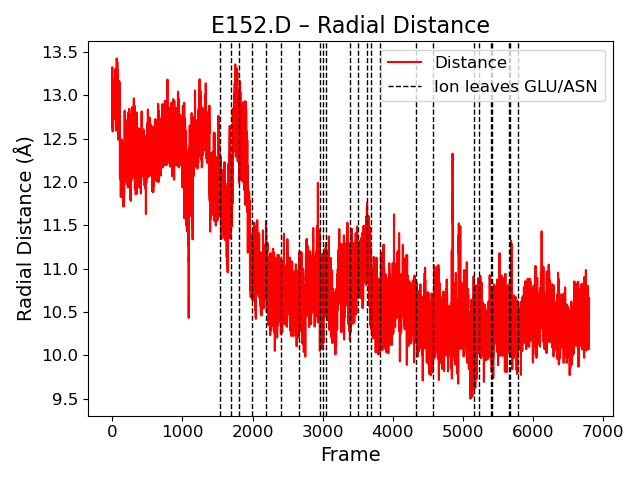 E152.D – Radial Distance
Distance
Ion leaves GLU/ASN
Radial Distance (Å)
13.5
13.0
12.5
12.0
11.5
11.0
10.5
10.0
9.5
0 1000 2000 3000 4000 5000 6000 7000
Frame